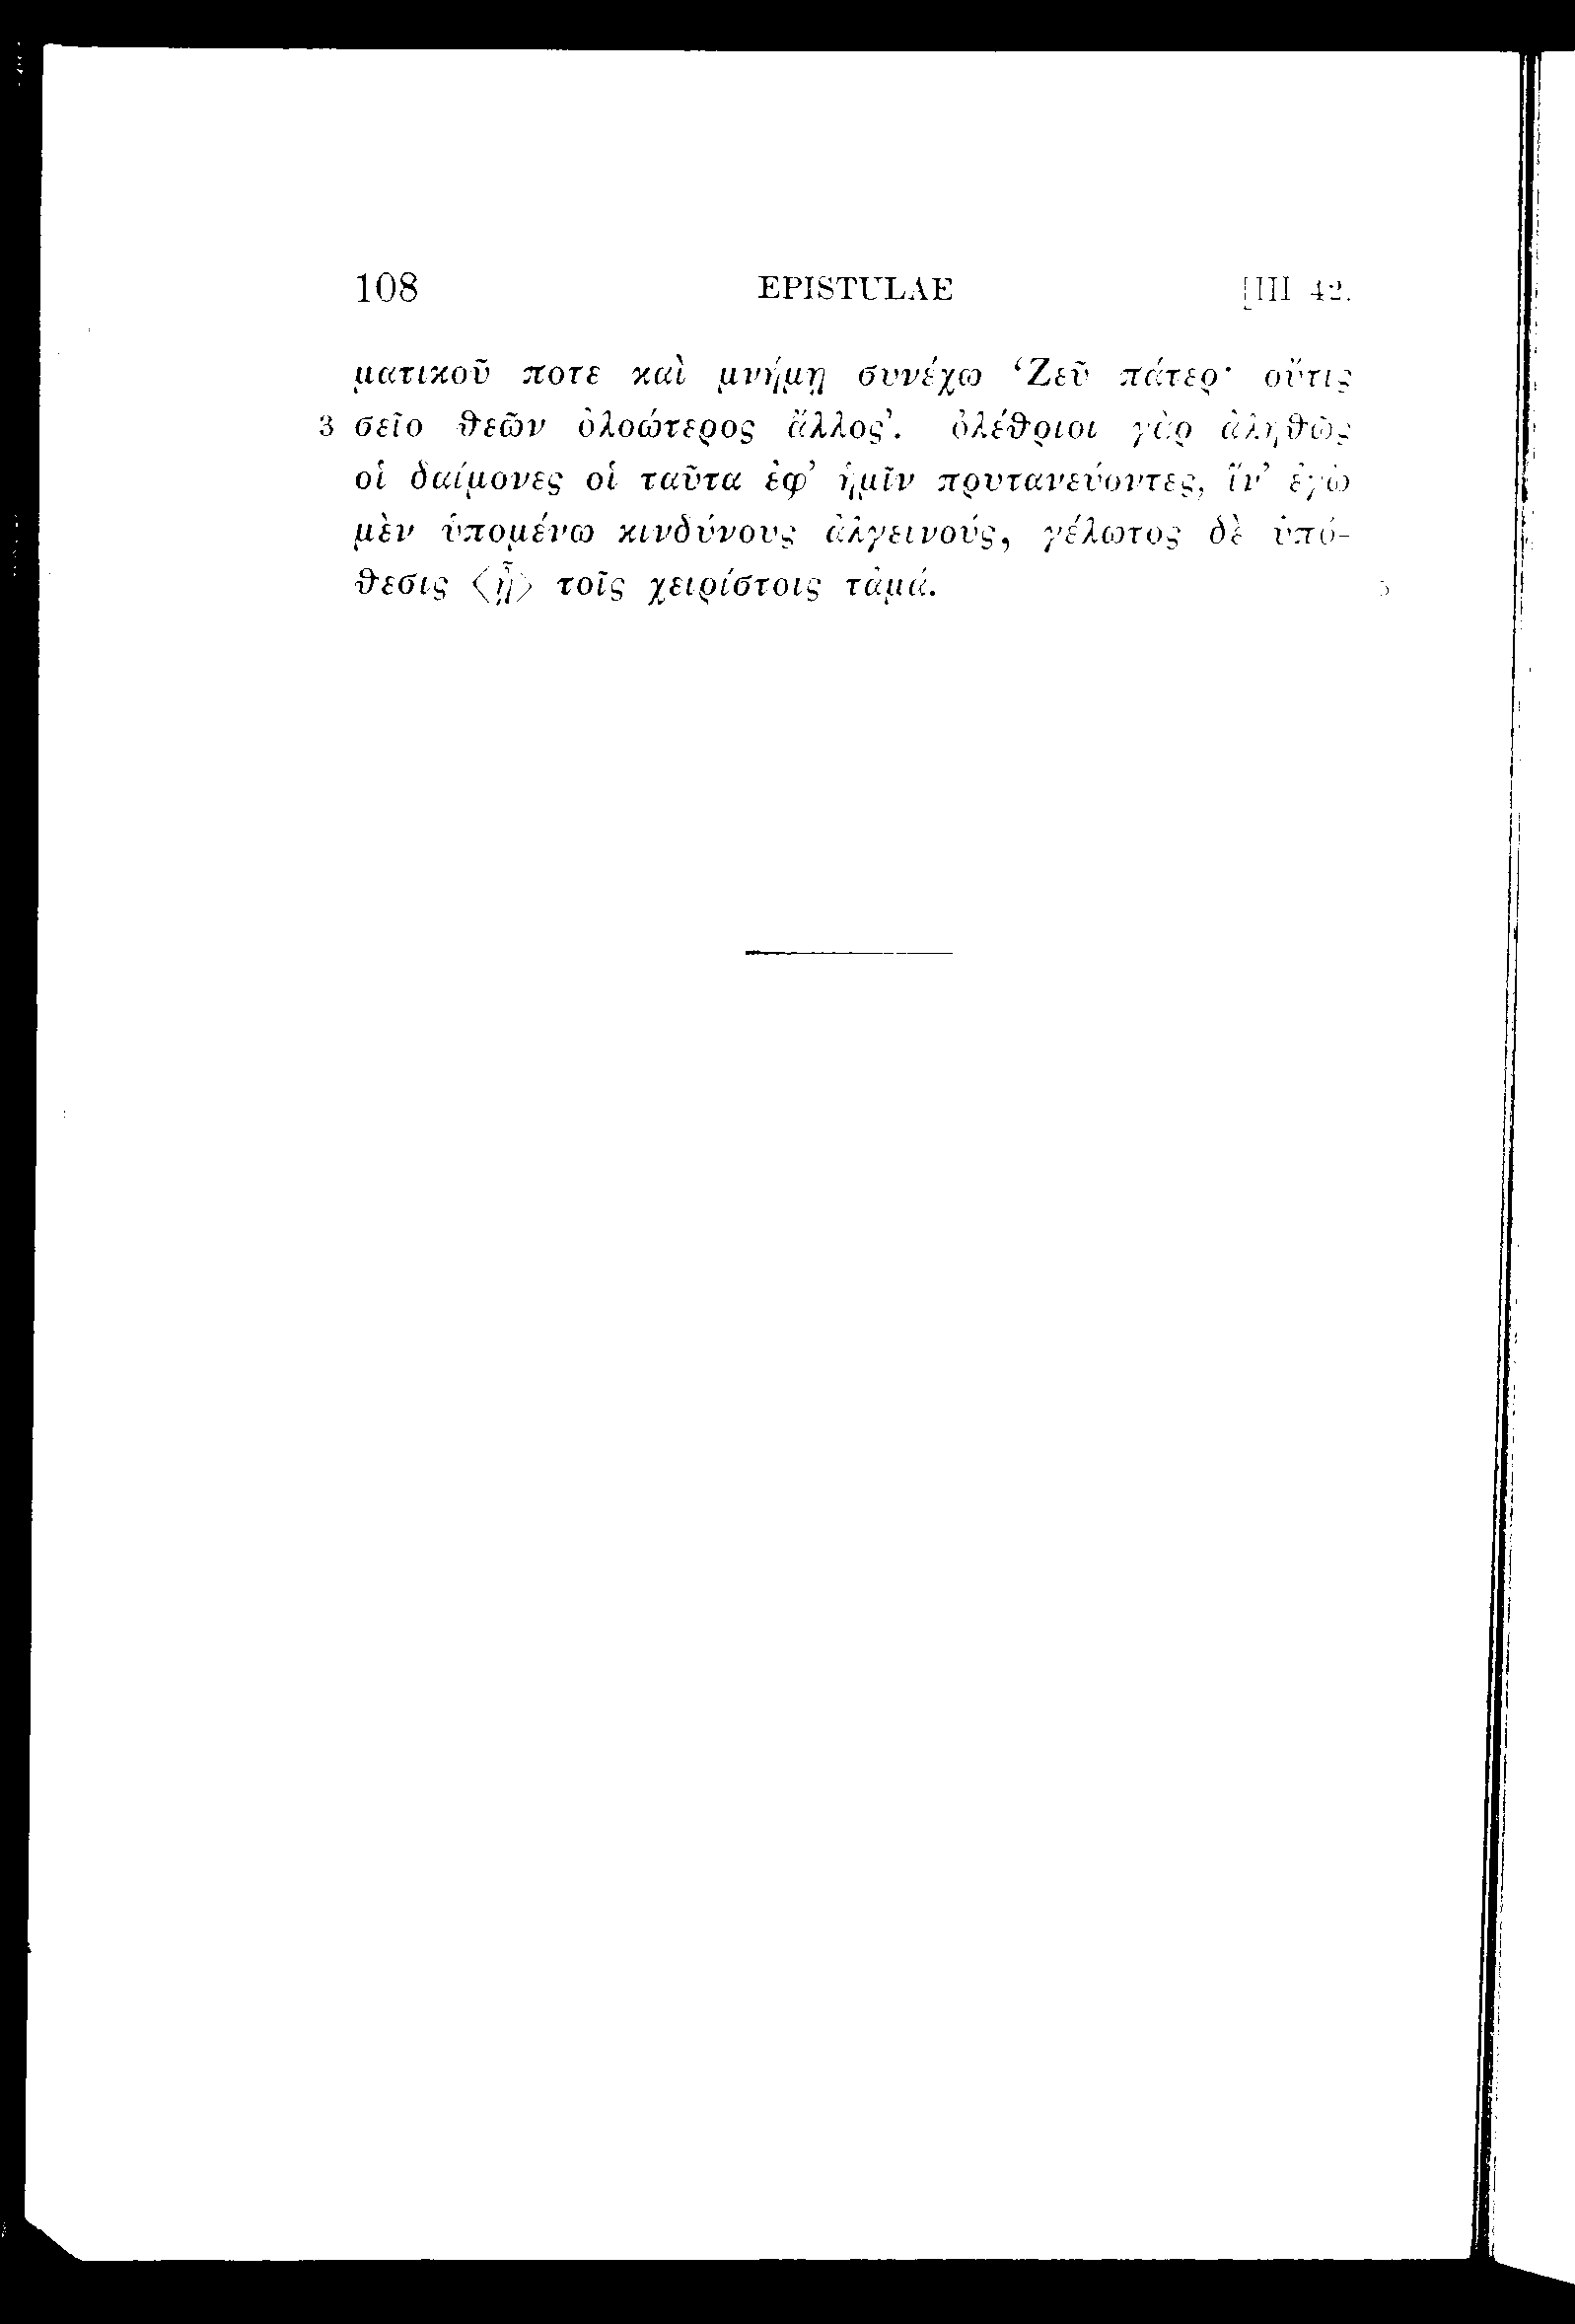 108 EPISTULAE [III 42.
ματικοῦ ποτε καὶ μνήμῃ συνέχω ‘Ζεῦ πάτερ· οὔτις
3 σεῖο θεῶν ὀλοώτερος ἄλλος’. ὀλέθριοι γὰρ ἀληθῶς
οἱ δαίμονες οἱ ταῦτα ἐφ’ ἡμῖν πρυτανεύοντες, ἵν’ ἐγὼ
μὲν ὑπομένω κινδύνους ἀλγεινούς, γέλωτος δὲ ὑπό-
θεσις 〈ᾖ〉 τοῖς χειρίστοις τἀμά. 5